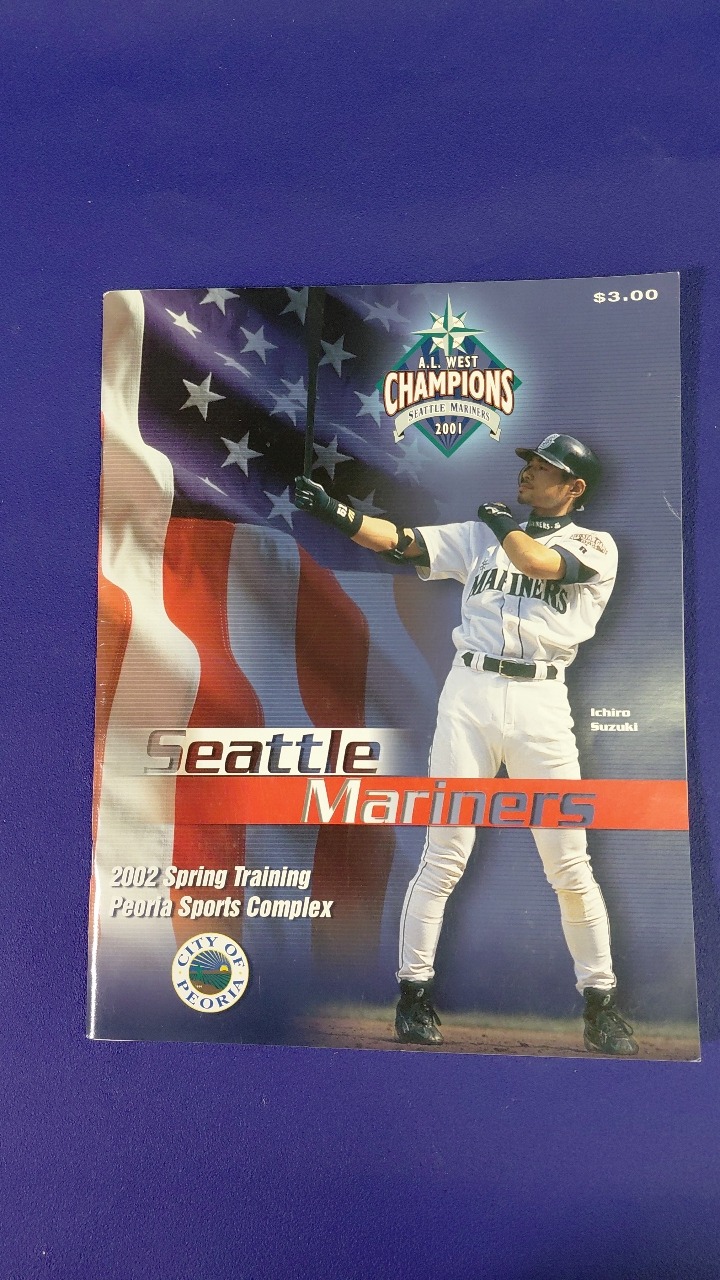 $3.00
A.L. WEST
CHAMPIONS
SEATTLE MARINERS
2001
MARINERS
Ichiro
Suzuki
Seattle
Mariners
2002 Spring Training
Peoria Sports Complex
CITY OF
PEORIA